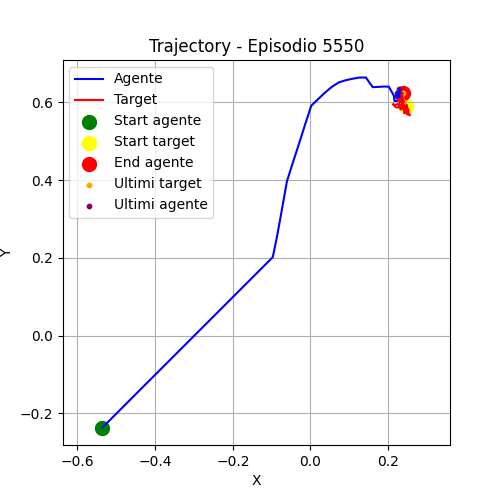 Trajectory - Episodio 5550
Agente
Target
Start agente
Start target
End agente
Ultimi target
Ultimi agente
Y
0.6
0.4
0.2
0.0
−0.2
−0.6
−0.4
−0.2
0.0
0.2
X